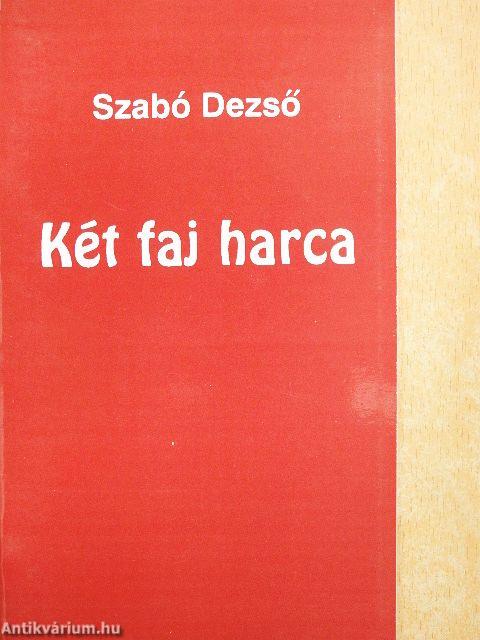 Szabó Dezső
Két faj harca
Antikvárium.hu